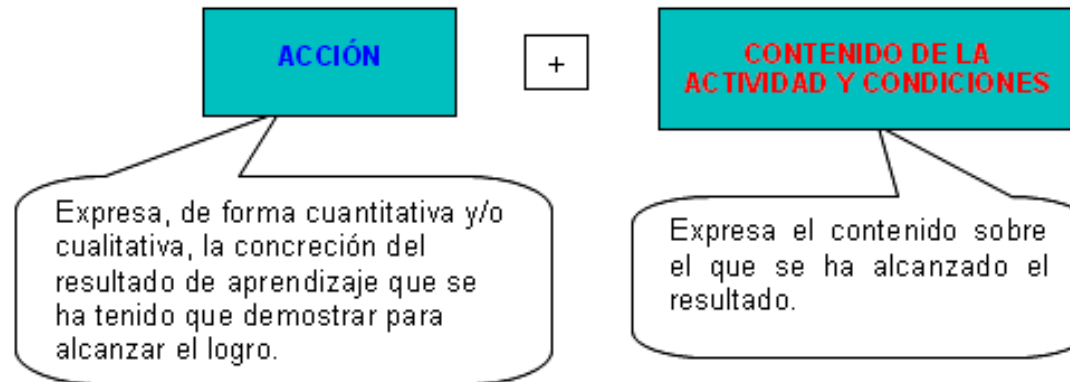 ACCIÓN
+
CONTENIDO DE LA
ACTIVIDAD Y CONDICIONES
Expresa, de forma cuantitativa y/o
cualitativa, la concreción del
resultado de aprendizaje que se
ha tenido que demostrar para
alcanzar el logro.
Expresa el contenido sobre
el que se ha alcanzado el
resultado.